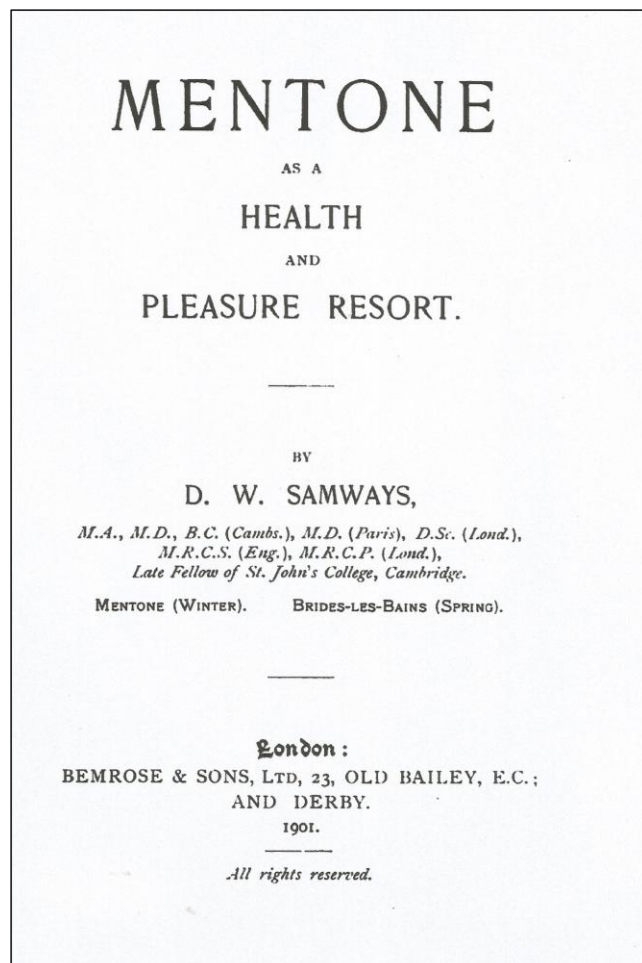 MENTONE
AS A
HEALTH
AND
PLEASURE RESORT.
BY
D. W. SAMWAYS,
M.A., M.D., B.C. (Cambs.), M.D. (Paris), D.Sc. (Lond.),
M.R.C.S. (Eng.), M.R.C.P. (Lond.),
Late Fellow of St. John's College, Cambridge.
MENTONE (WINTER). BRIDES-LES-BAINS (SPRING).
London:
BEMROSE & SONS, LTD, 23, OLD BAILEY, E.C.;
AND DERBY.
1901.
All rights reserved.